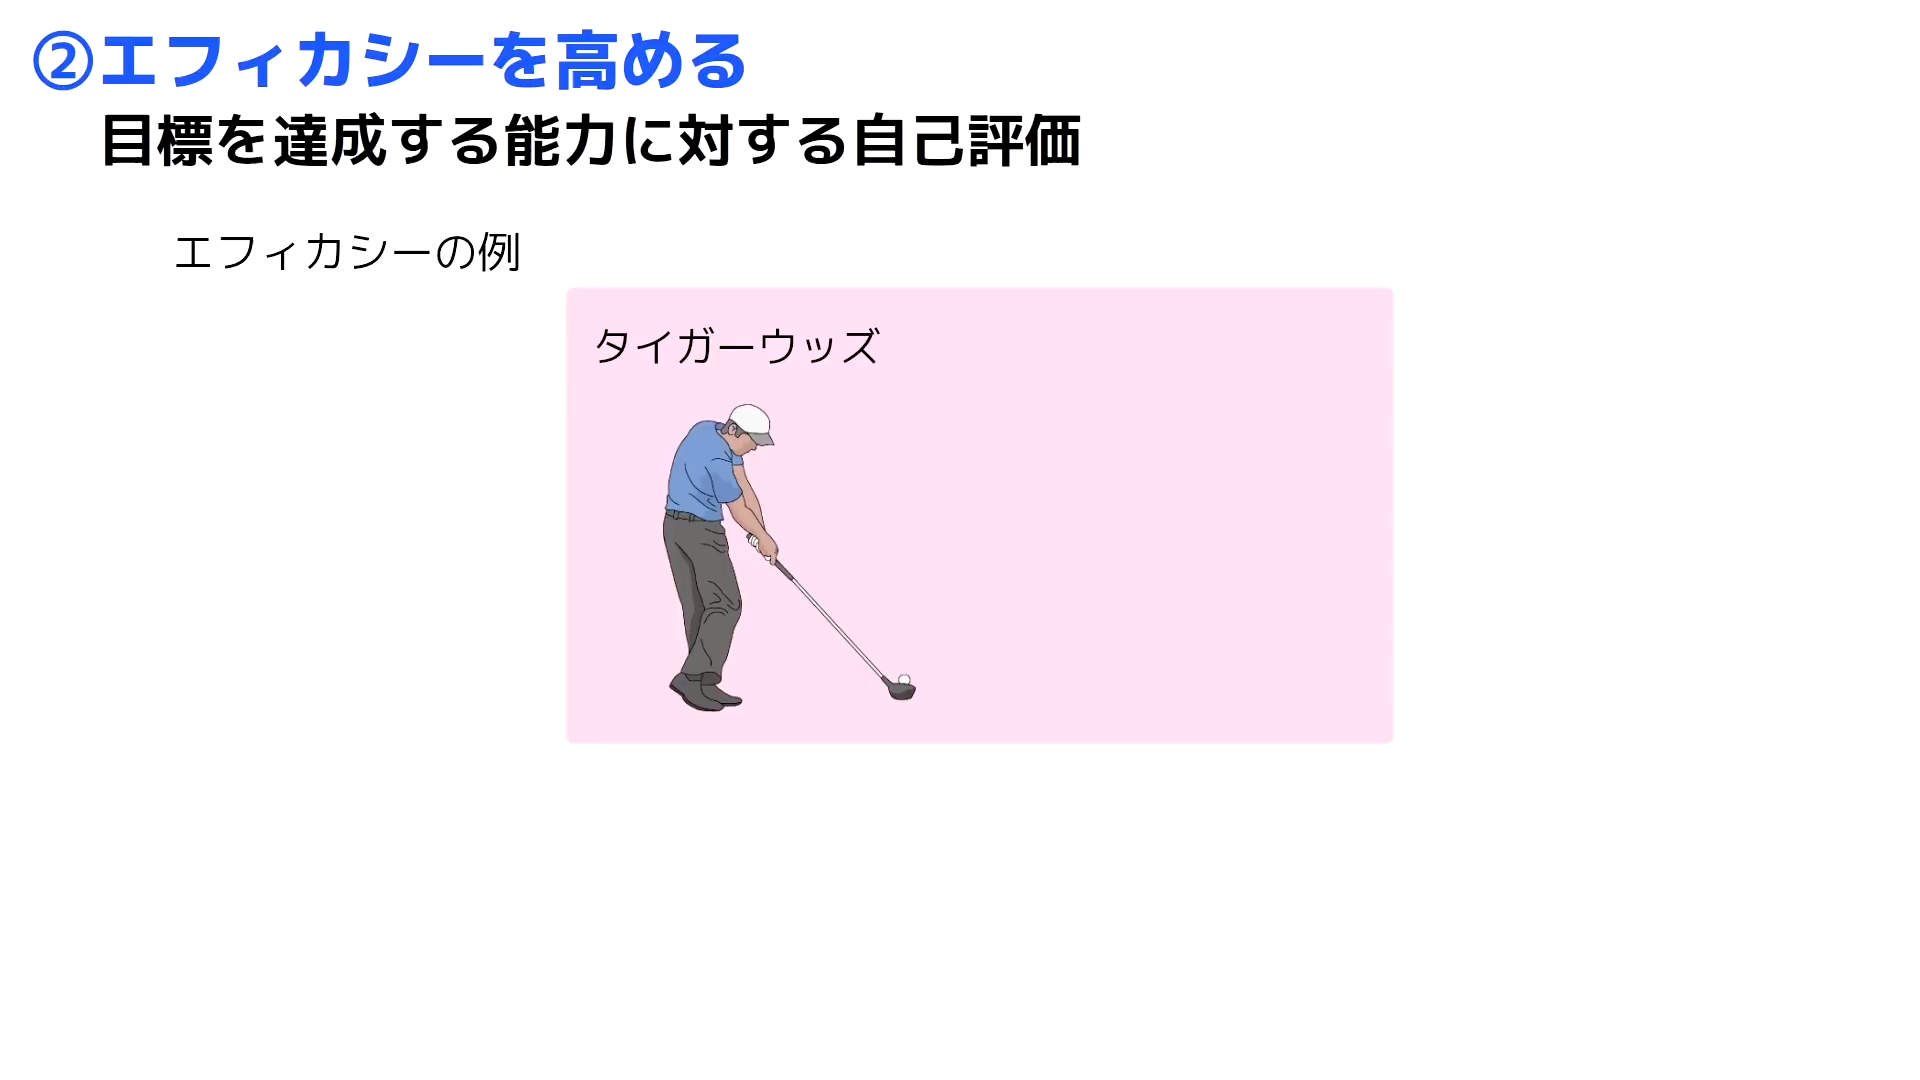 ②エフィカシーを高める
目標を達成する能力に対する自己評価
エフィカシーの例
タイガーウッズ